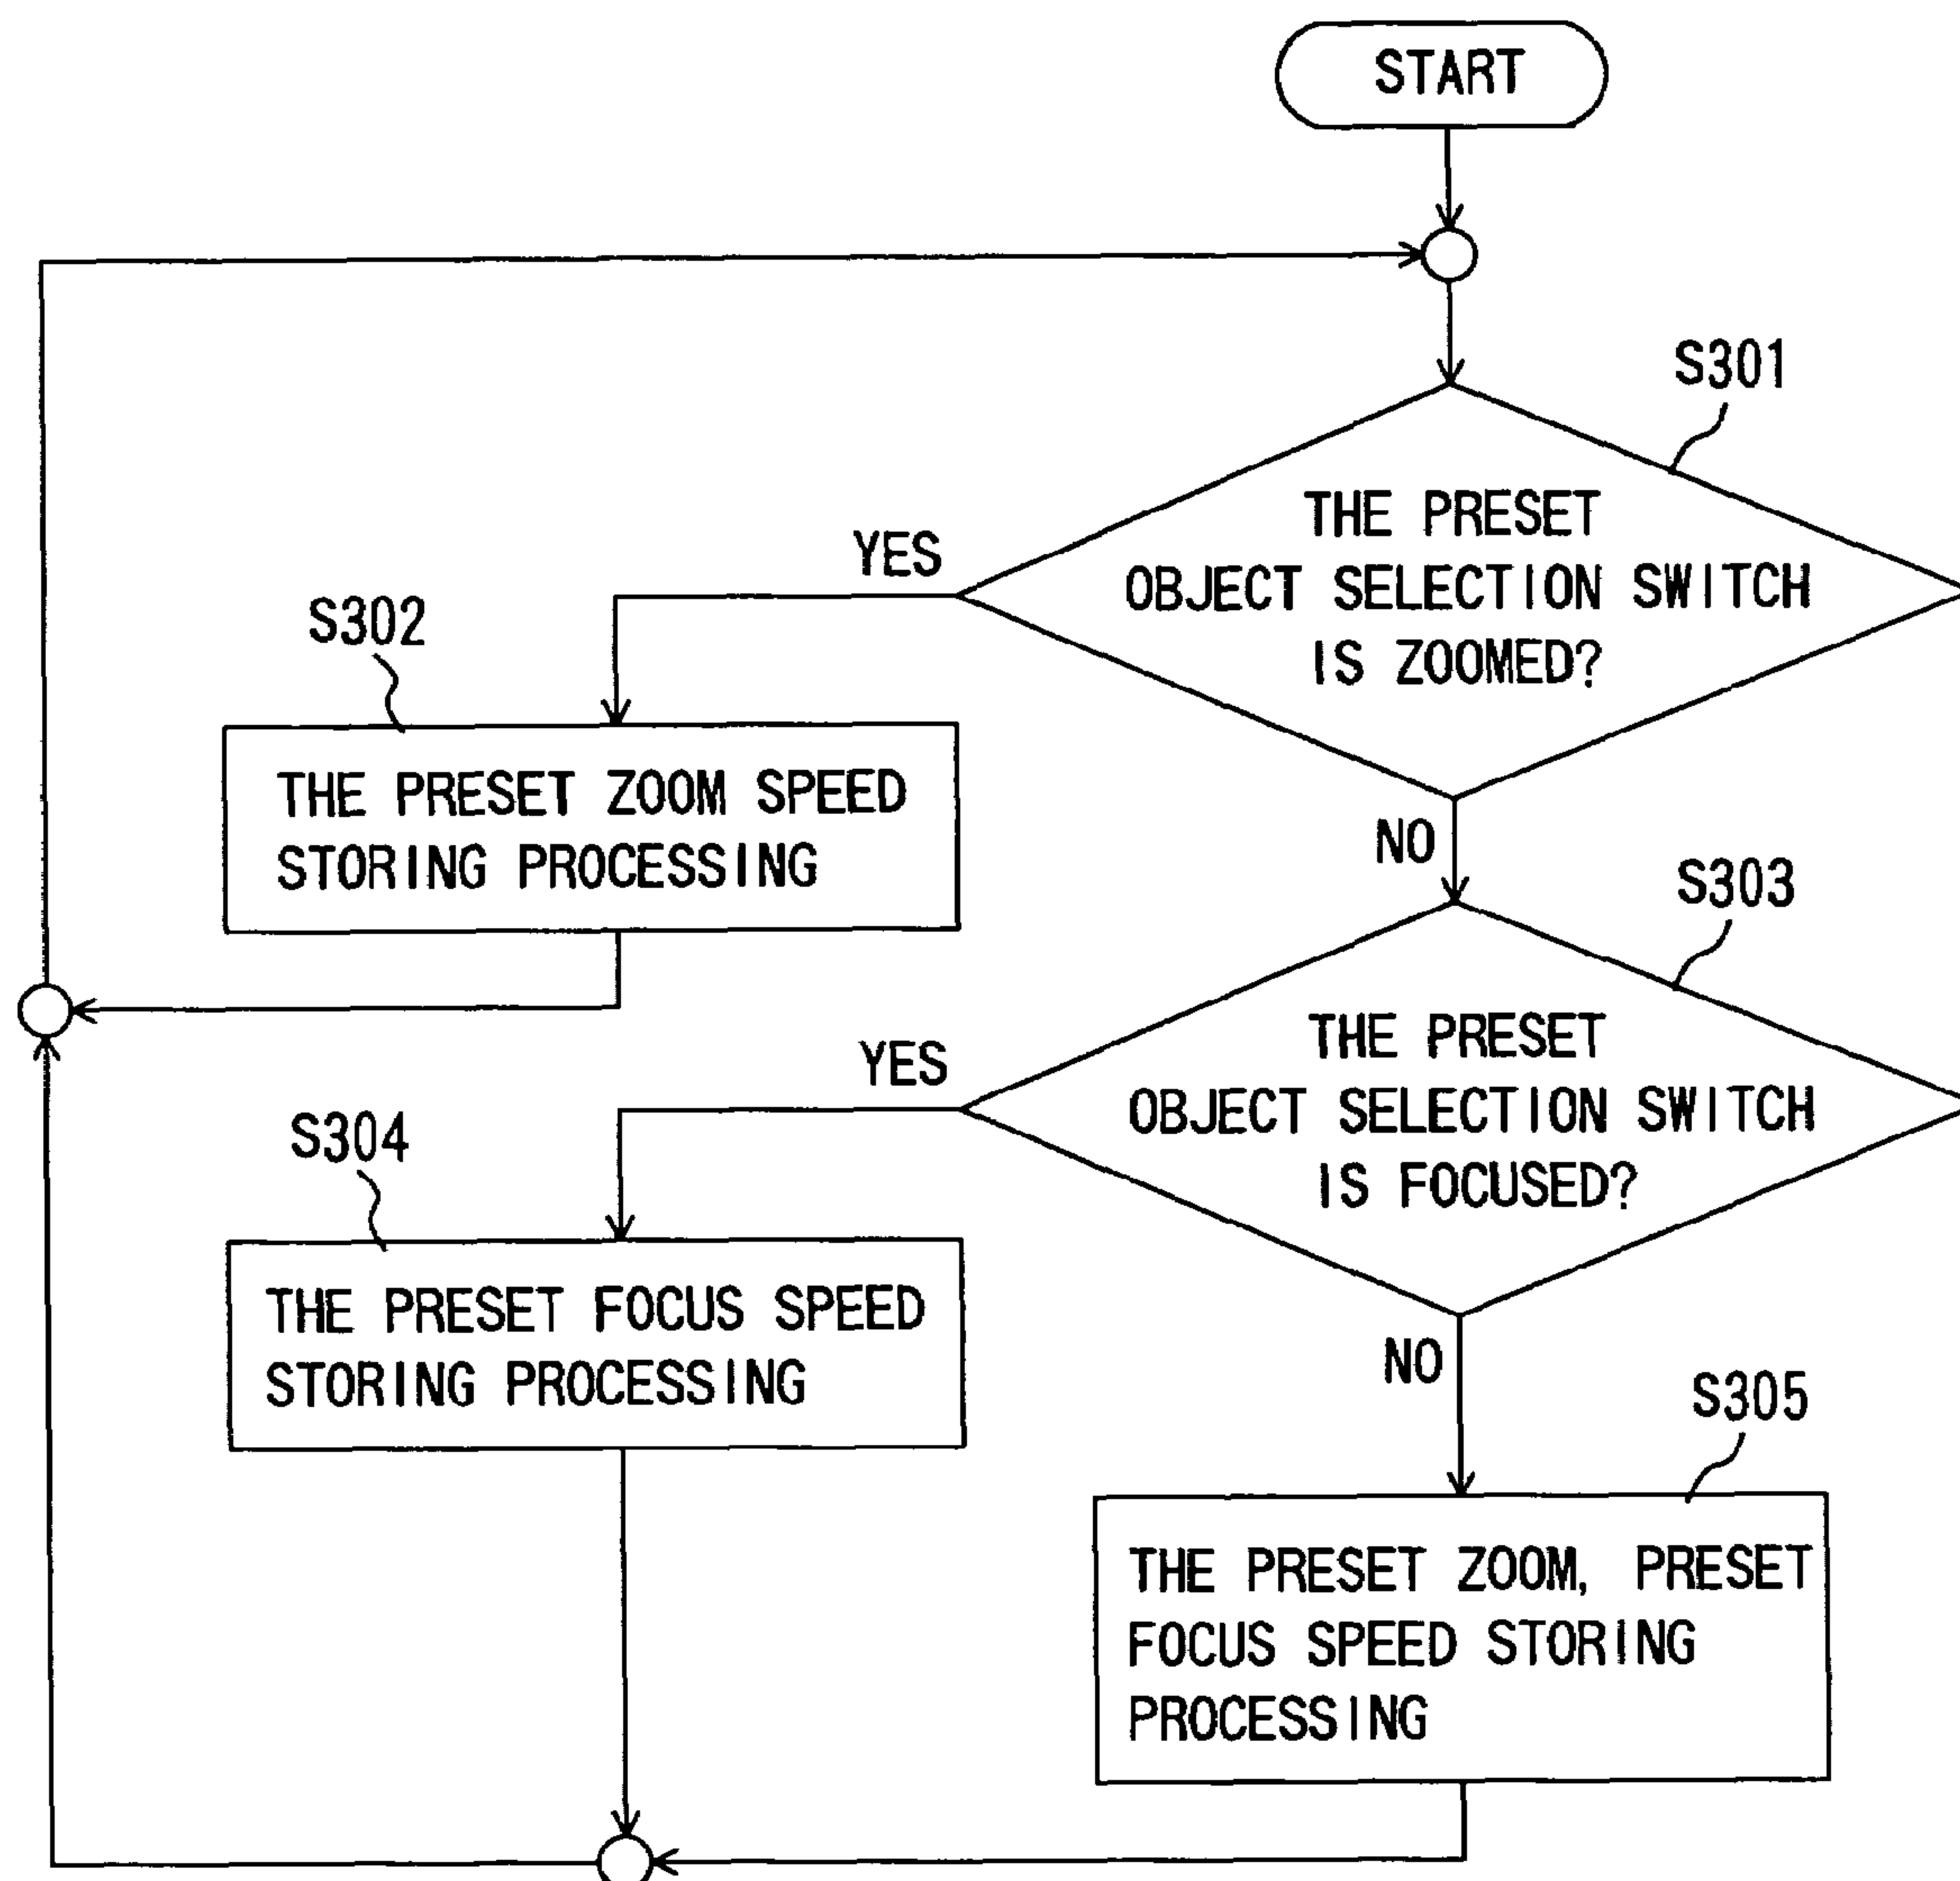 START
S301
THE PRESET
OBJECT SELECTION SWITCH
IS ZOOMED?
YES
S302
THE PRESET ZOOM SPEED
STORING PROCESSING
NO
S303
THE PRESET
OBJECT SELECTION SWITCH
IS FOCUSED?
YES
S304
THE PRESET FOCUS SPEED
STORING PROCESSING
NO
S305
THE PRESET ZOOM, PRESET
FOCUS SPEED STORING
PROCESSING